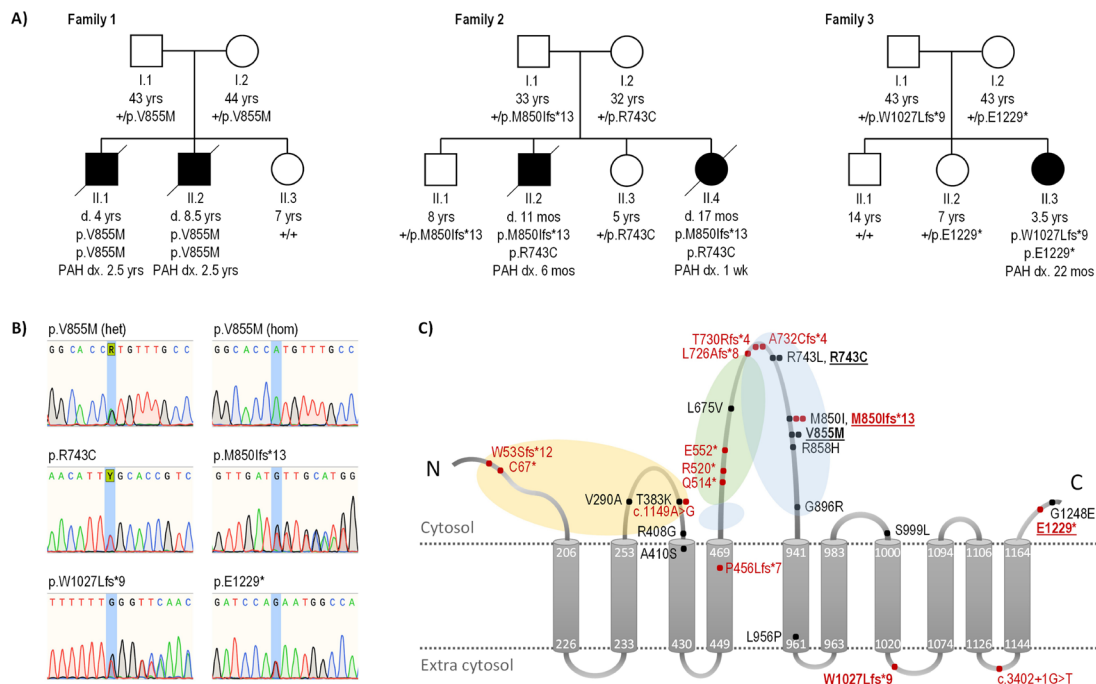 A)
Family 1
I.1
43 yrs
+/p.V855M
I.2
44 yrs
+/p.V855M
II.1
d. 4 yrs
p.V855M
p.V855M
PAH dx. 2.5 yrs
II.2
d. 8.5 yrs
p.V855M
p.V855M
PAH dx. 2.5 yrs
II.3
7 yrs
+/+
Family 2
I.1
33 yrs
+/p.M850Ifs*13
I.2
32 yrs
+/p.R743C
II.1
8 yrs
+/p.M850Ifs*13
II.2
d. 11 mos
p.M850Ifs*13
p.R743C
PAH dx. 6 mos
II.3
5 yrs
+/p.R743C
II.4
d. 17 mos
p.M850Ifs*13
p.R743C
PAH dx. 1 wk
Family 3
I.1
43 yrs
+/p.W1027Lfs*9
I.2
43 yrs
+/p.E1229*
II.1
14 yrs
+/+
II.2
7 yrs
+/p.E1229*
II.3
3.5 yrs
p.W1027Lfs*9
p.E1229*
PAH dx. 22 mos
B)
p.V855M (het)
G G C A C C R T G T T T G C C
p.V855M (hom)
G G C A C C A T G T T T G C C
p.R743C
A A C A T T Y G C A C C G T C
p.M850Ifs*13
G T T G A T G T T G C A T G G
p.W1027Lfs*9
T T T T T T G G G T T C A A C
p.E1229*
G A T C C A G A A T G G C C A
C)
T730Rfs*4
A732Cfs*4
L726Afs*8
R743L, R743C
L675V
M850I, M850Ifs*13
V855M
R858H
E552*
R520*
Q514*
W53Sfs*12
C67*
N
V290A
T383K
c.1149A>G
R408G
A410S
G896R
S999L
C
G1248E
E1229*
Cytosol
206
253
469
941
983
1000
1094
1106
1164
P456Lfs*7
L956P
226
233
430
449
961
963
1020
1074
1126
1144
Extra cytosol
W1027Lfs*9
c.3402+1G>T